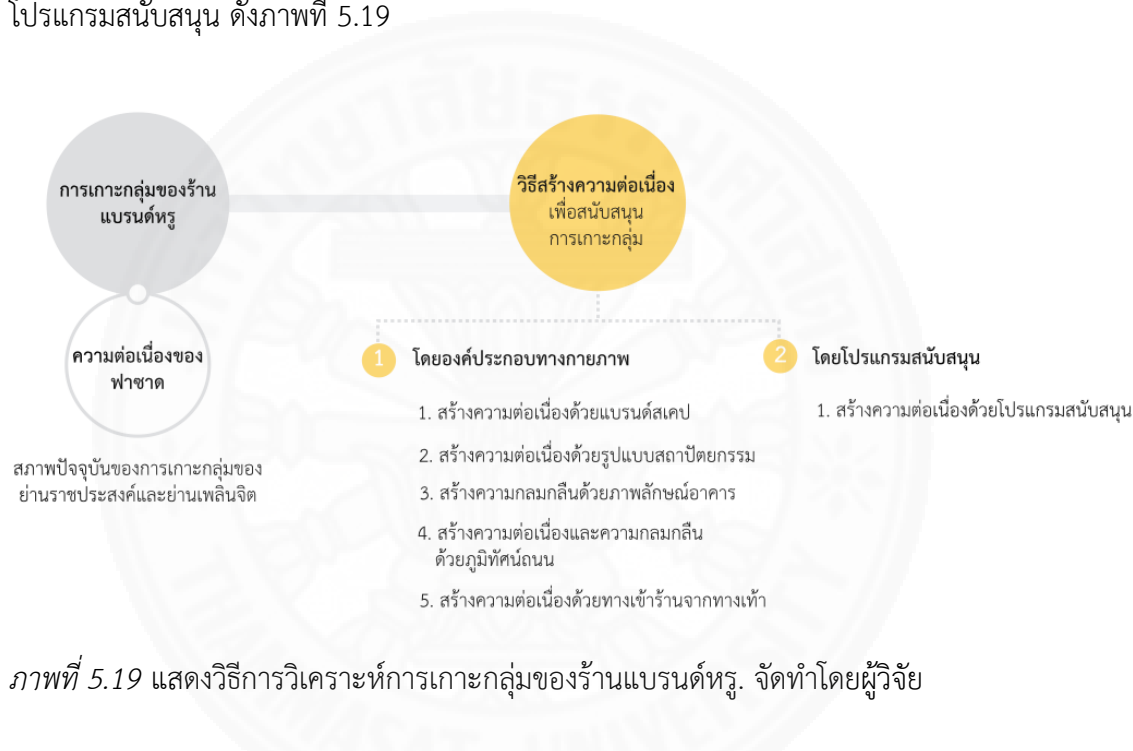 โปรแกรมสนับสนุน ดังภาพที่ 5.19
การเกาะกลุ่มของร้าน
แบรนด์หรู
วิธีสร้างความต่อเนื่อง
เพื่อสนับสนุน
การเกาะกลุ่ม
ความต่อเนื่องของ
ฟาซาด
สภาพปัจจุบันของการเกาะกลุ่มของ
ย่านราชประสงค์และย่านเพลินจิต
1 โดยองค์ประกอบทางกายภาพ
1. สร้างความต่อเนื่องด้วยแบรนด์สเคป
2. สร้างความต่อเนื่องด้วยรูปแบบสถาปัตยกรรม
3. สร้างความกลมกลืนด้วยภาพลักษณ์อาคาร
4. สร้างความต่อเนื่องและความกลมกลืน
ด้วยภูมิทัศน์ถนน
5. สร้างความต่อเนื่องด้วยทางเข้าร้านจากทางเท้า
2 โดยโปรแกรมสนับสนุน
1. สร้างความต่อเนื่องด้วยโปรแกรมสนับสนุน
ภาพที่ 5.19 แสดงวิธีการวิเคราะห์การเกาะกลุ่มของร้านแบรนด์หรู. จัดทำโดยผู้วิจัย
THAMMASAT UNIVERSITY